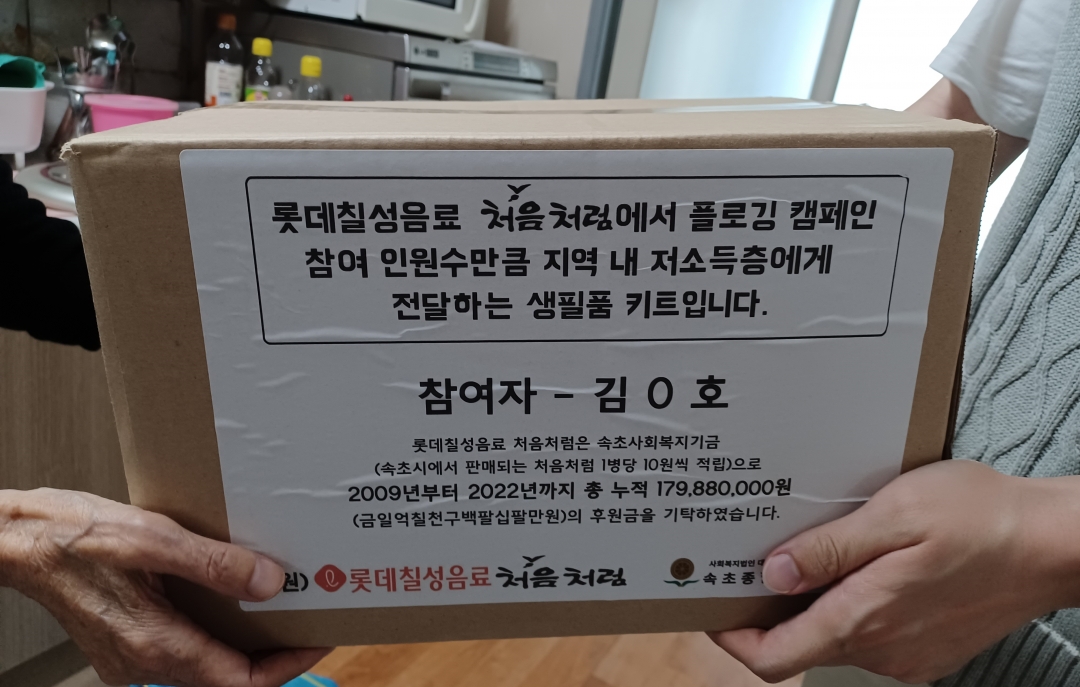 롯데칠성음료 처음처럼에서 플로깅 캠페인
참여 인원수만큼 지역 내 저소득층에게
전달하는 생필품 키트입니다.
참여자 - 김 O 호
롯데칠성음료 처음처럼은 속초사회복지기금
(속초시에서 판매되는 처음처럼 1병당 10원씩 적립)으로
2009년부터 2022년까지 총 누적 179,880,000원
(금일억칠천구백팔십팔만원)의 후원금을 기탁하였습니다.
원) 롯데칠성음료 처음처럼
사회복지법인
속초종